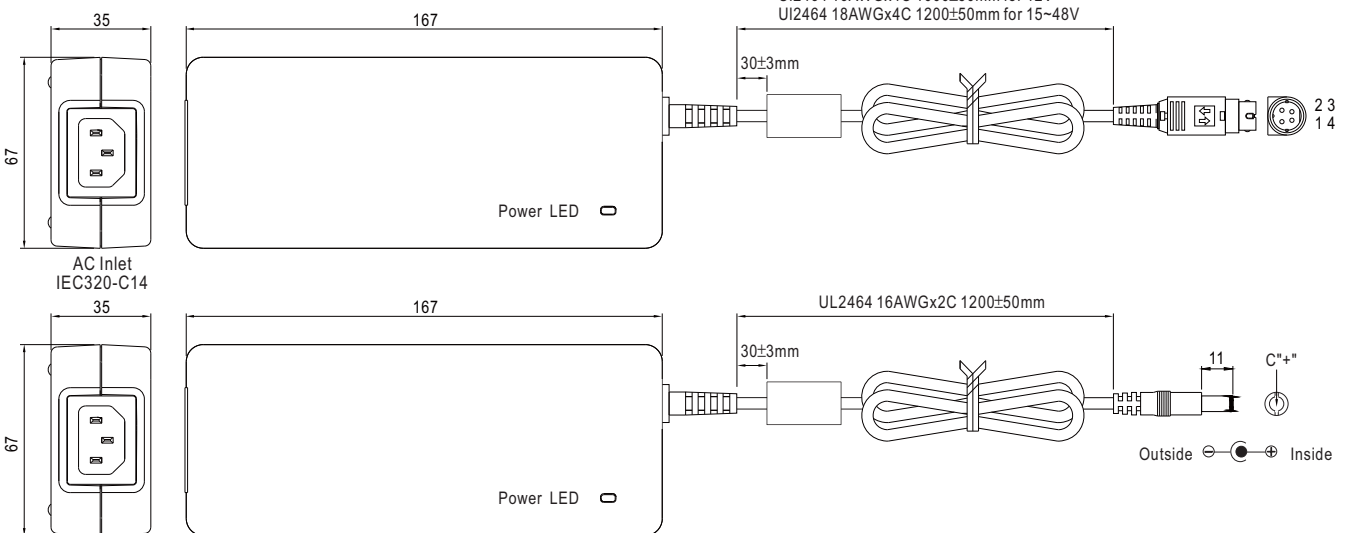 35
167
UI2464 18AWGx4C 1200±50mm for 15~48V
30±3mm
67
2 3
1 4
Power LED
AC Inlet
IEC320-C14
35
167
UL2464 16AWGx2C 1200±50mm
30±3mm
11
C"+"
67
Outside
Inside
Power LED